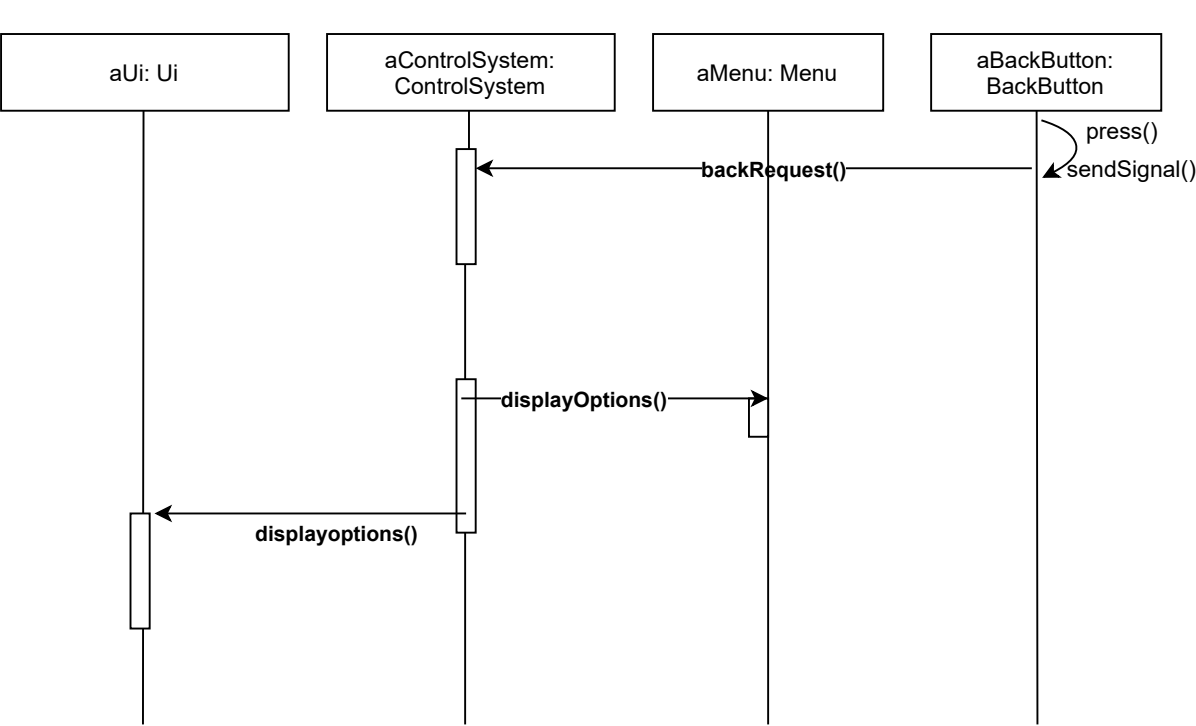 aUi: Ui
aControlSystem:
ControlSystem
aMenu: Menu
aBackButton:
BackButton
press()
backRequest()
sendSignal()
displayOptions()
displayoptions()